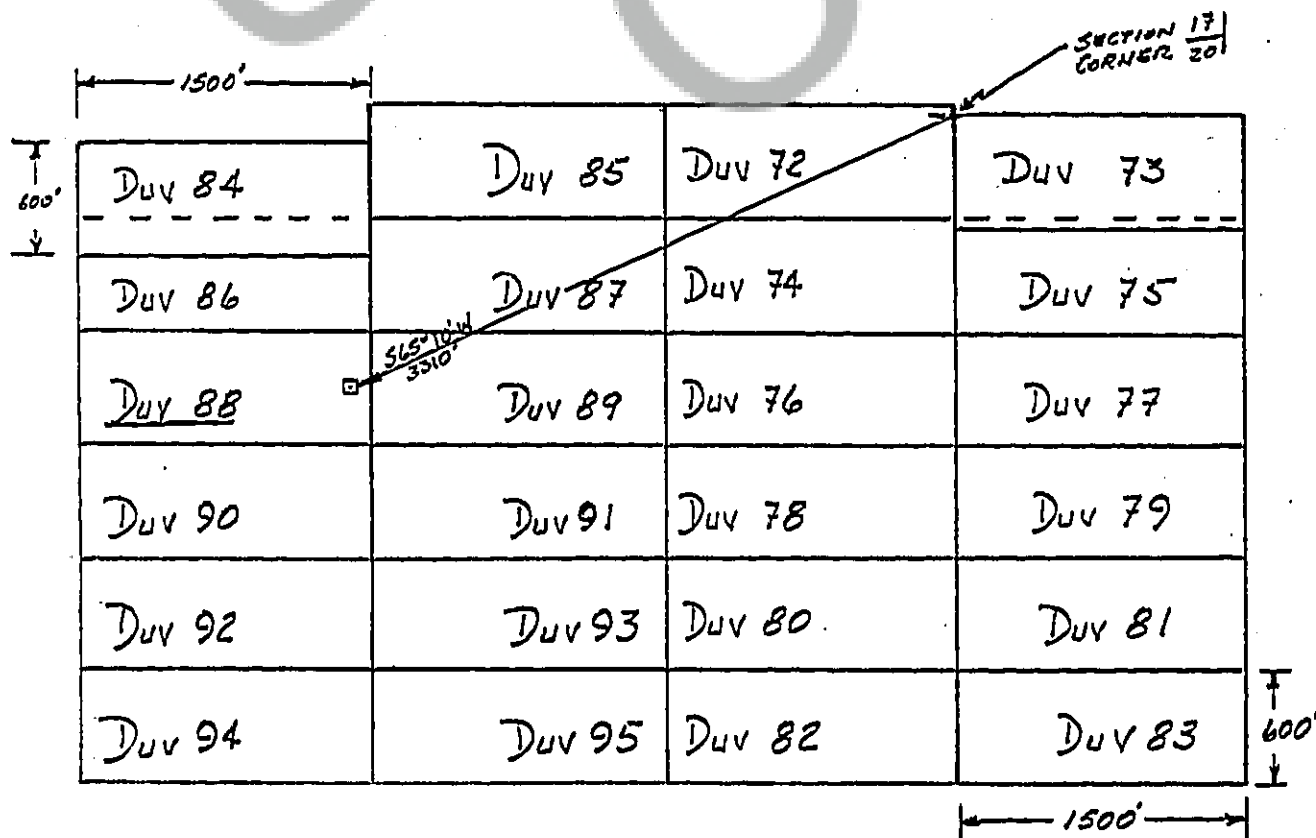 SECTION 17
CORNER 20
1500'
600'
Duv 84
Duv 85
Duv 72
Duv 73
Duv 86
Duv 87
Duv 74
Duv 75
S65°10'W
3310'
Duv 88
Duv 89
Duv 76
Duv 77
Duv 90
Duv 91
Duv 78
Duv 79
Duv 92
Duv 93
Duv 80
Duv 81
Duv 94
Duv 95
Duv 82
Duv 83
600'
1500'